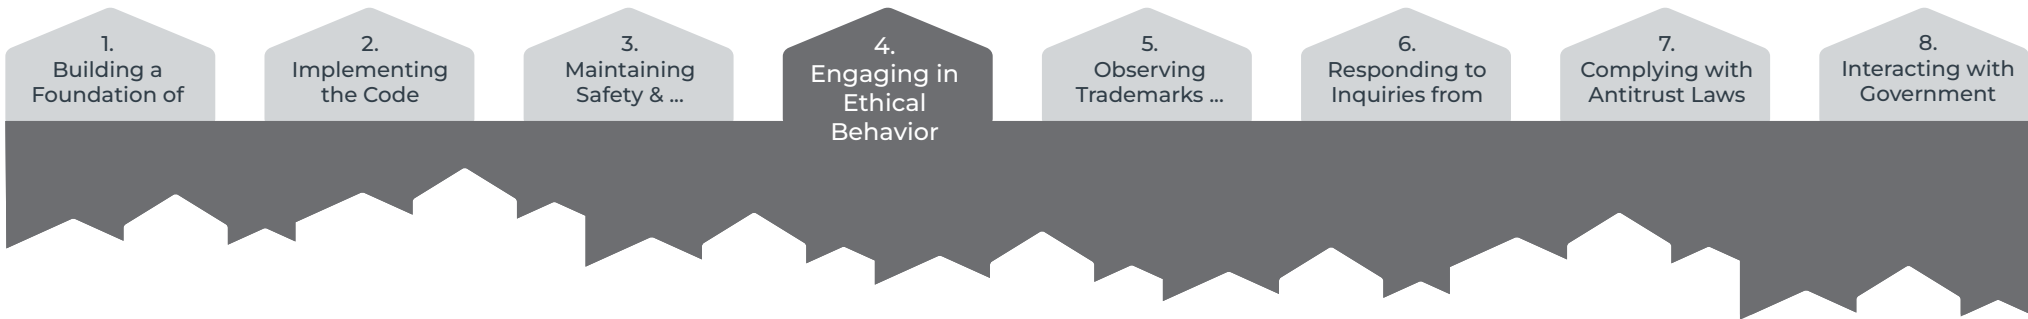 1.
Building a
Foundation of
2.
Implementing
the Code
3.
Maintaining
Safety & ...
4.
Engaging in
Ethical
Behavior
5.
Observing
Trademarks ...
6.
Responding to
Inquiries from
7.
Complying with
Antitrust Laws
8.
Interacting with
Government